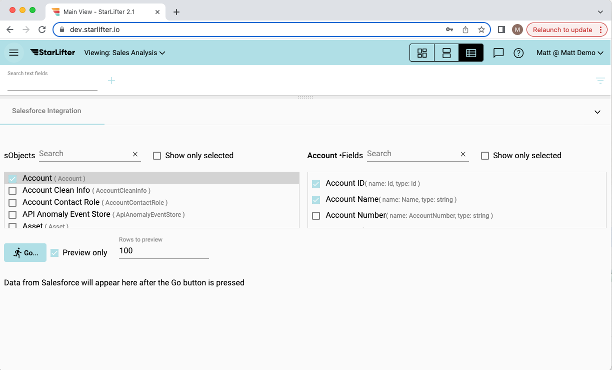 Main View - StarLifter 2.1
dev.starlifter.io
M
Relaunch to update
StarLifter
Viewing: Sales Analysis
Matt @ Matt Demo
Search text fields
Salesforce Integration
sObjects
Search
Show only selected
Account •Fields
Search
Show only selected
Account ( Account )
Account Clean Info ( AccountCleanInfo )
Account Contact Role ( AccountContactRole )
API Anomaly Event Store ( ApiAnomalyEventStore )
Asset ( Asset )
Account ID( name: Id, type: id )
Account Name( name: Name, type: string )
Account Number( name: AccountNumber, type: string )
Go...
Preview only
Rows to preview
100
Data from Salesforce will appear here after the Go button is pressed